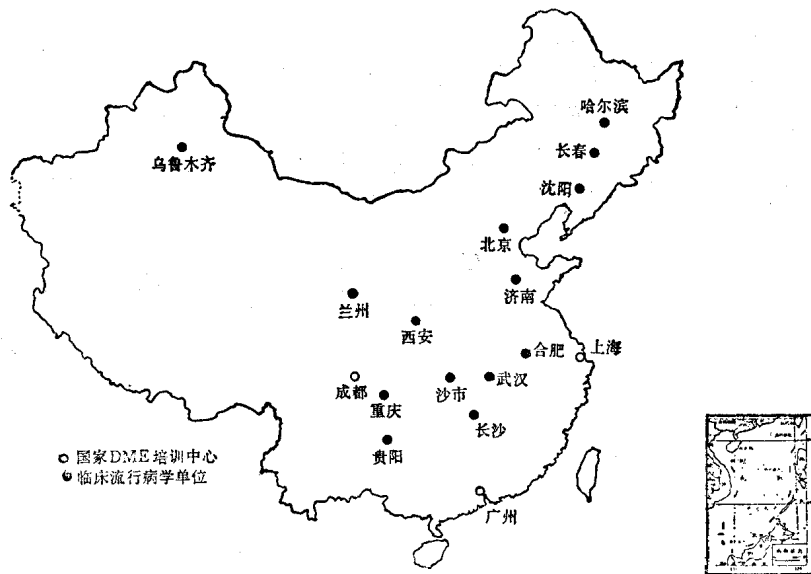 哈尔滨
长春
乌鲁木齐
沈阳
北京
济南
兰州
西安
合肥
上海
成都
重庆
沙市
武汉
长沙
贵阳
国家DME培训中心
临床流行病学单位
广州